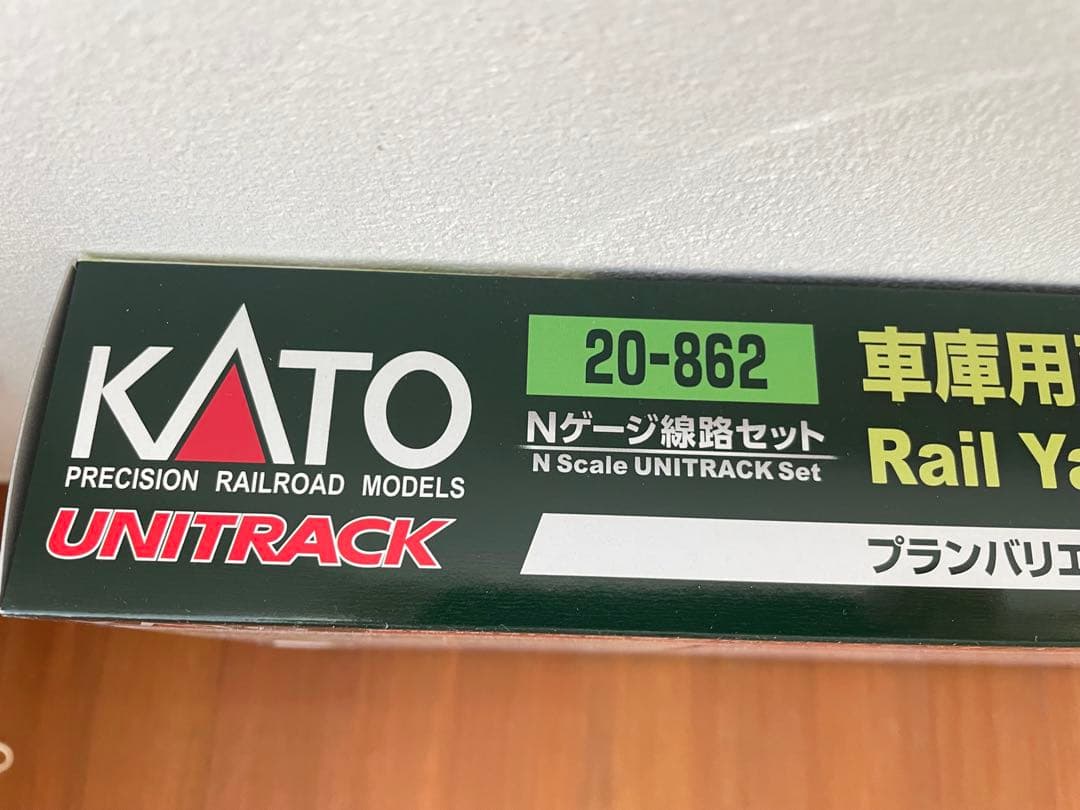 KATO
PRECISION RAILROAD MODELS
UNITRACK
20-862
Nゲージ線路セット
N Scale UNITRACK Set
車庫用
Rail Ya
プランバリエ